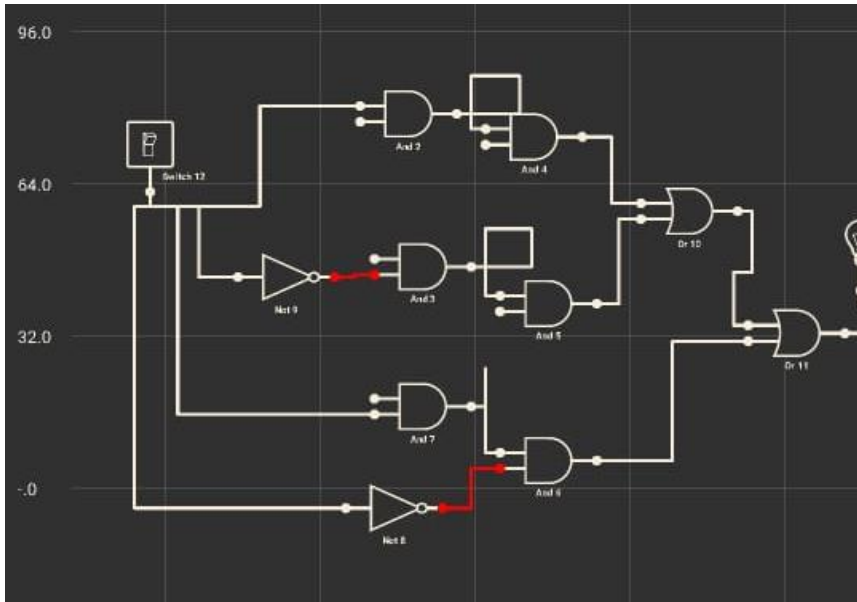 96.0
And 2
Switch 12
And 4
64.0
Or 10
Not 9
And 3
32.0
And 5
Or 11
And 7
-.0
And 6
Not 8